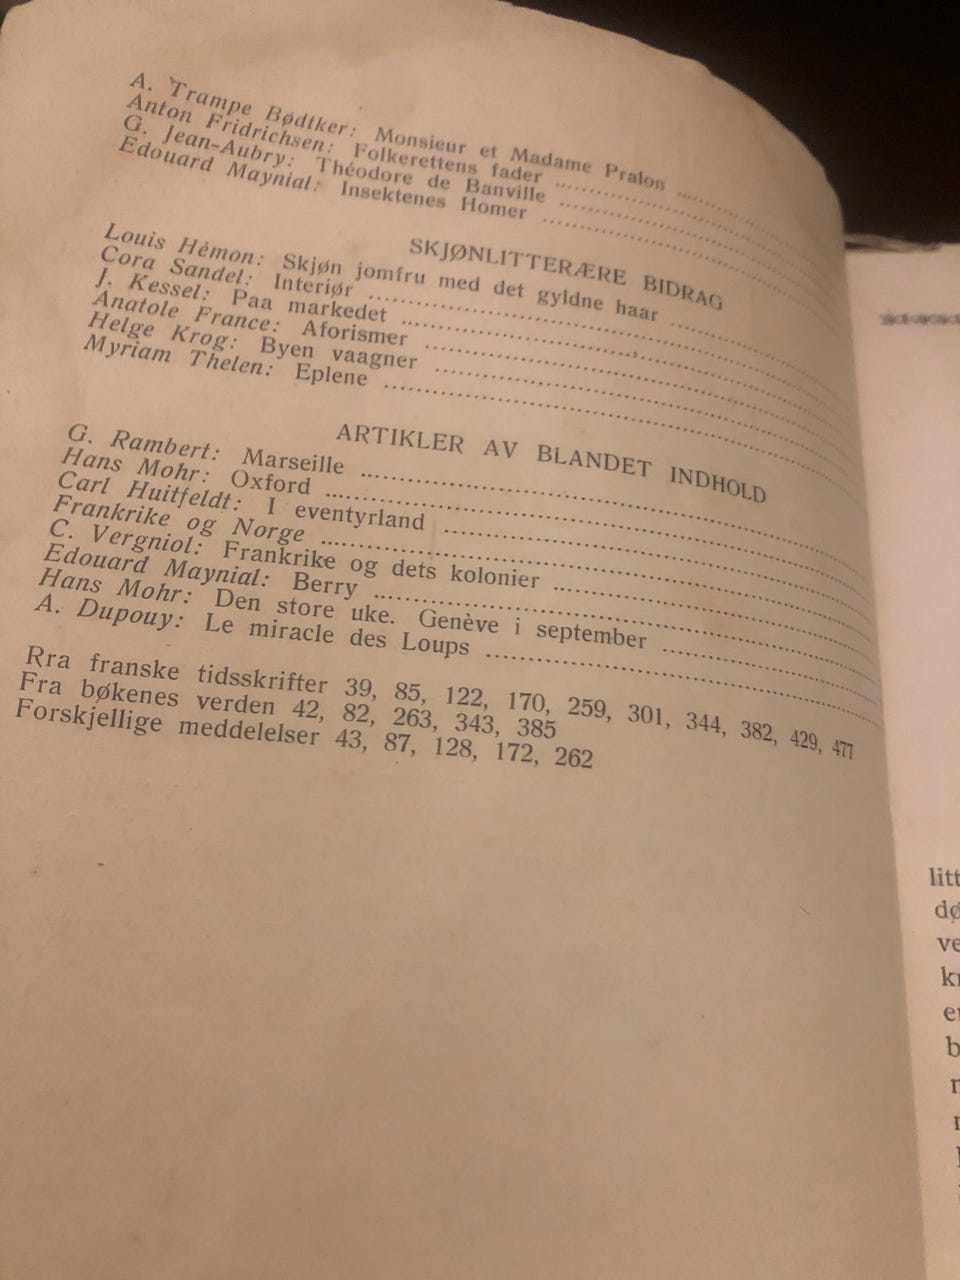 A. Trampe Bødtker: Monsieur et Madame Pralon ..........
Anton Fridrichsen: Folkerettens fader ..........
G. Jean-Aubry: Théodore de Banville ..........
Edouard Maynial: Insektenes Homer ..........
SKJØNLITTERÆRE BIDRAG
Louis Hémon: Skjøn jomfru med det gyldne haar ..........
Cora Sandel: Interiør ..........
J. Kessel: Paa markedet ..........
Anatole France: Aforismer ..........
Helge Krog: Byen vaagner ..........
Myriam Thelen: Eplene ..........
ARTIKLER AV BLANDET INDHOLD
G. Rambert: Marseille ..........
Hans Mohr: Oxford ..........
Carl Huitfeldt: I eventyrland ..........
Frankrike og Norge ..........
C. Vergniol: Frankrike og dets kolonier ..........
Edouard Maynial: Berry ..........
Hans Mohr: Den store uke. Genève i september ..........
A. Dupouy: Le miracle des Loups ..........
Rra franske tidsskrifter 39, 85, 122, 170, 259, 301, 344, 382, 429, 477
Fra bøkenes verden 42, 82, 263, 343, 385
Forskjellige meddelelser 43, 87, 128, 172, 262
litt
dø
ve